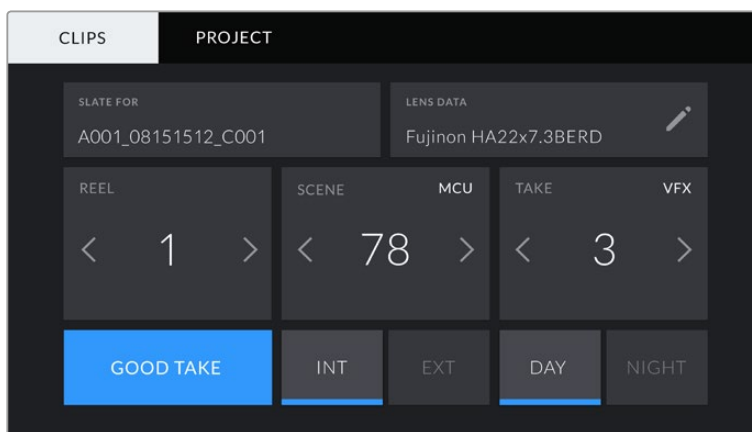 CLIPS PROJECT
SLATE FOR LENS DATA
A001_08151512_C001 Fujinon HA22x7.3BERD
REEL SCENE MCU TAKE VFX
1 78 3
GOOD TAKE INT EXT DAY NIGHT